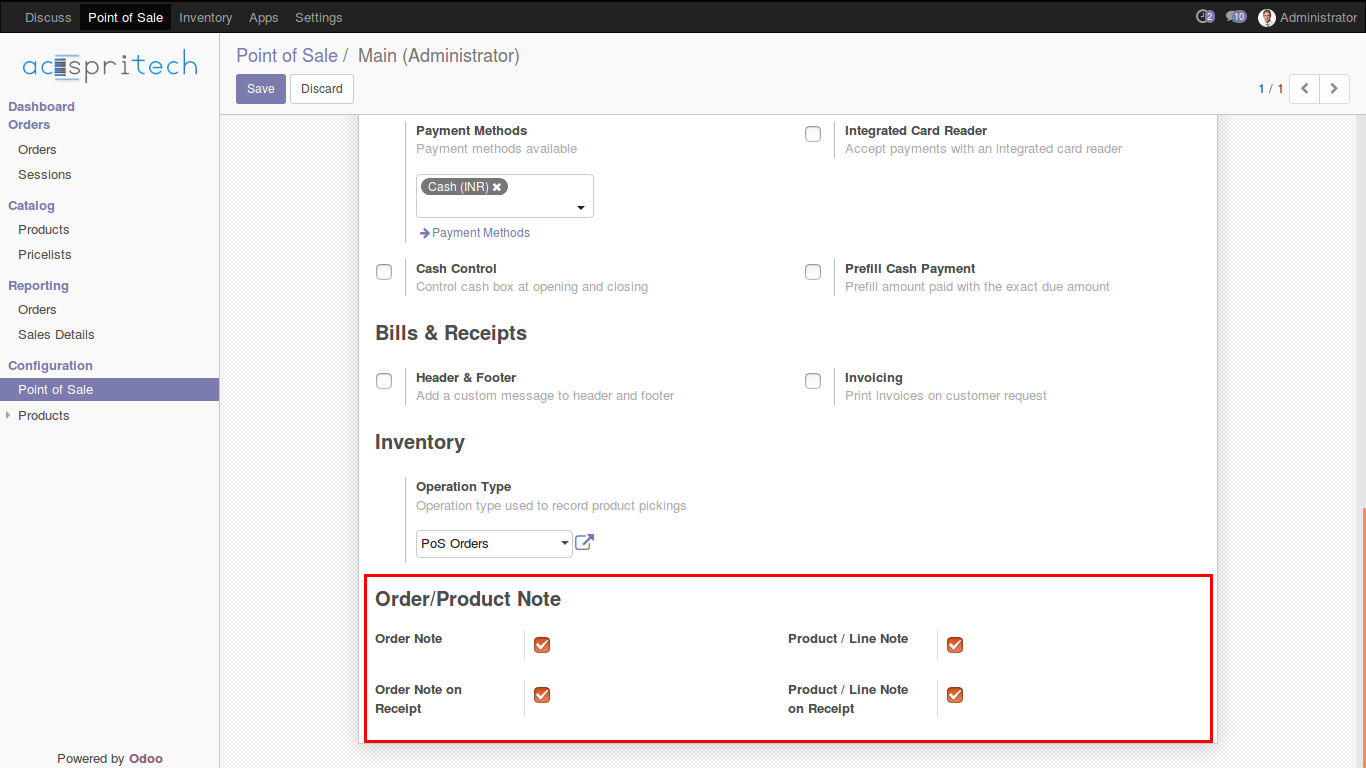 Discuss Point of Sale Inventory Apps Settings 2 10 Administrator
acespritech
Point of Sale / Main (Administrator)
Save Discard 1 / 1
Dashboard
Orders
Orders
Sessions
Catalog
Products
Pricelists
Reporting
Orders
Sales Details
Configuration
Point of Sale
Products
Powered by Odoo
Payment Methods
Payment methods available
Cash (INR)
Payment Methods
Integrated Card Reader
Accept payments with an integrated card reader
Cash Control
Control cash box at opening and closing
Prefill Cash Payment
Prefill amount paid with the exact due amount
Bills & Receipts
Header & Footer
Add a custom message to header and footer
Invoicing
Print invoices on customer request
Inventory
Operation Type
Operation type used to record product pickings
PoS Orders
Order/Product Note
Order Note
Product / Line Note
Order Note on
Receipt
Product / Line Note
on Receipt